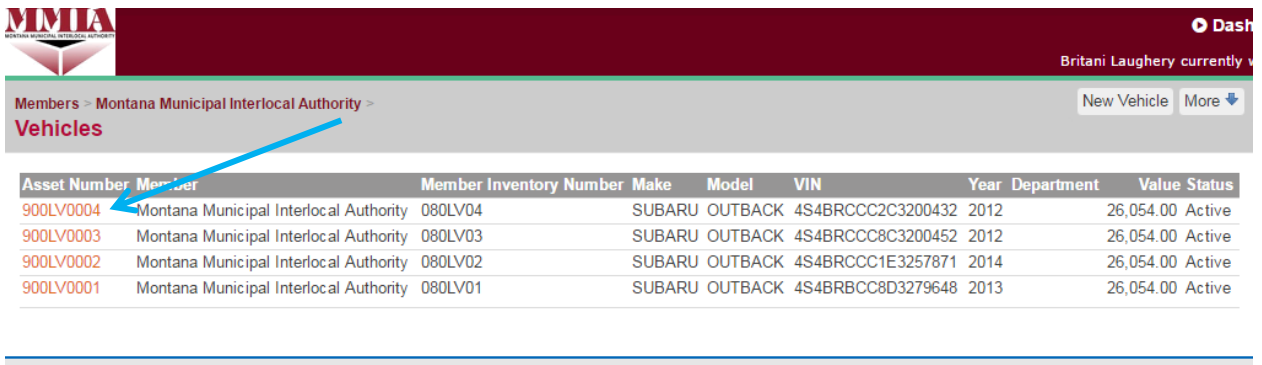 MMIA
MONTANA MUNICIPAL INTERLOCAL AUTHORITY
Dash
Britani Laughery currently
Members > Montana Municipal Interlocal Authority >
New Vehicle More
Vehicles
Asset Number Member Member Inventory Number Make Model VIN Year Department Value Status
900LV0004 Montana Municipal Interlocal Authority 080LV04 SUBARU OUTBACK 4S4BRCCC2C3200432 2012 26,054.00 Active
900LV0003 Montana Municipal Interlocal Authority 080LV03 SUBARU OUTBACK 4S4BRCCC8C3200452 2012 26,054.00 Active
900LV0002 Montana Municipal Interlocal Authority 080LV02 SUBARU OUTBACK 4S4BRCCC1E3257871 2014 26,054.00 Active
900LV0001 Montana Municipal Interlocal Authority 080LV01 SUBARU OUTBACK 4S4BRBCC8D3279648 2013 26,054.00 Active